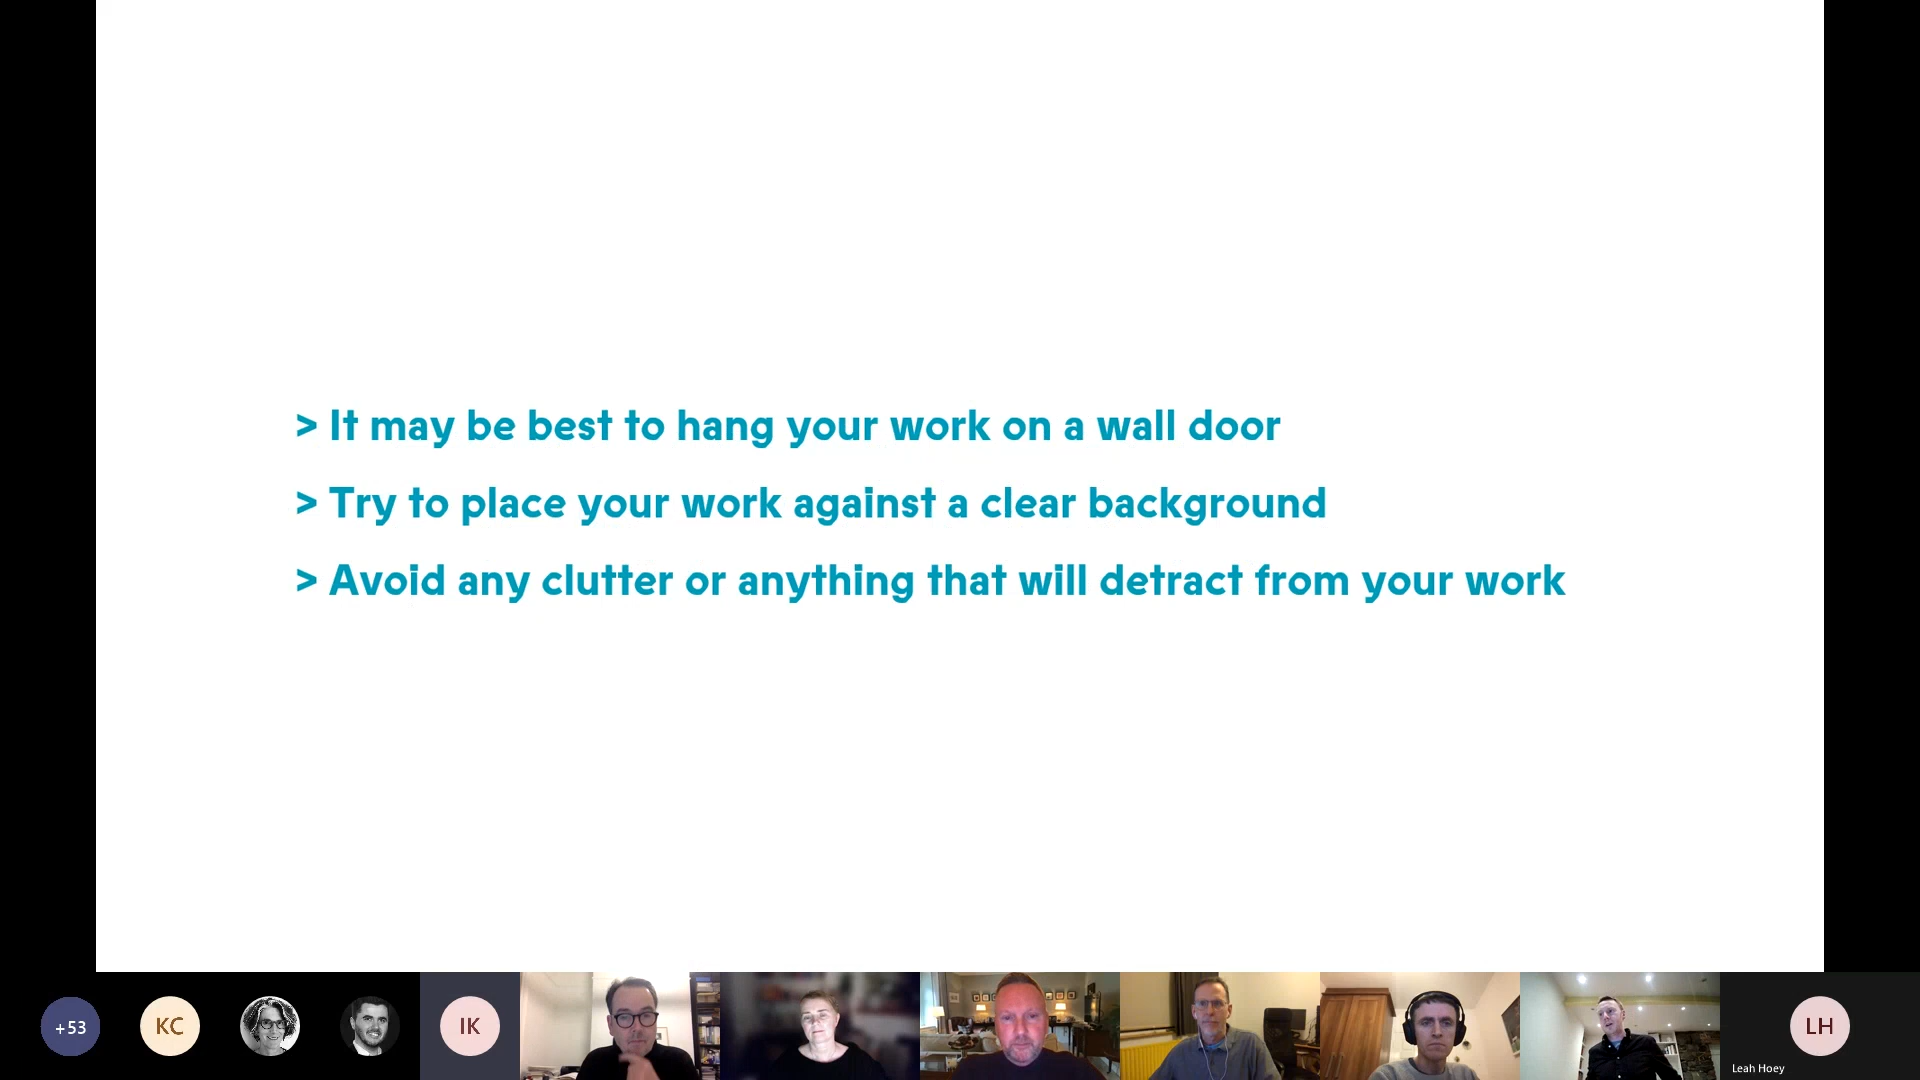 > It may be best to hang your work on a wall door
> Try to place your work against a clear background
> Avoid any clutter or anything that will detract from your work
+53
KC
IK
LH
Leah Hoey